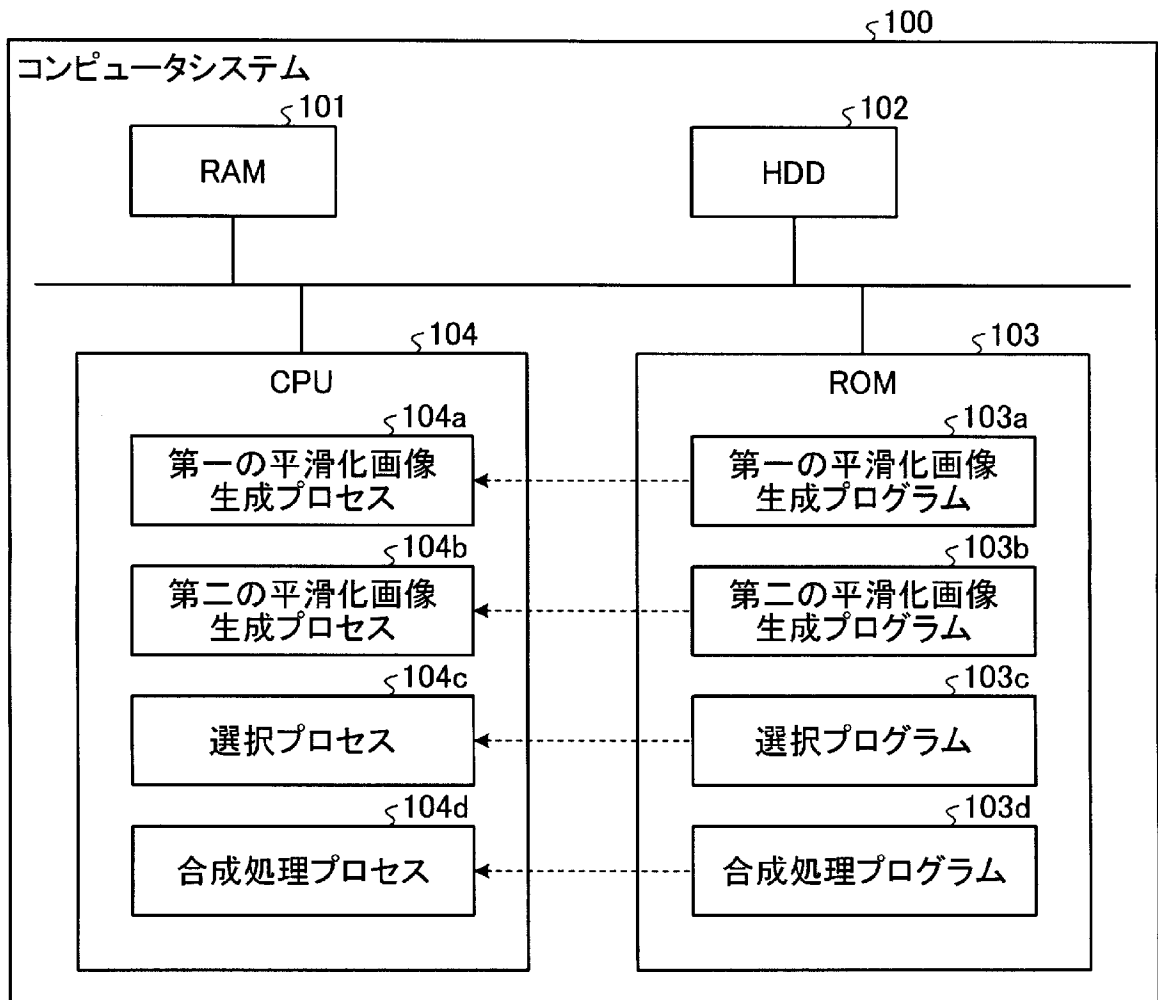 100
コンピュータシステム
101
102
RAM
HDD
104
103
CPU
ROM
104a
103a
第一の平滑化画像
生成プロセス
第一の平滑化画像
生成プログラム
104b
103b
第二の平滑化画像
生成プロセス
第二の平滑化画像
生成プログラム
104c
103c
選択プロセス
選択プログラム
104d
103d
合成処理プロセス
合成処理プログラム